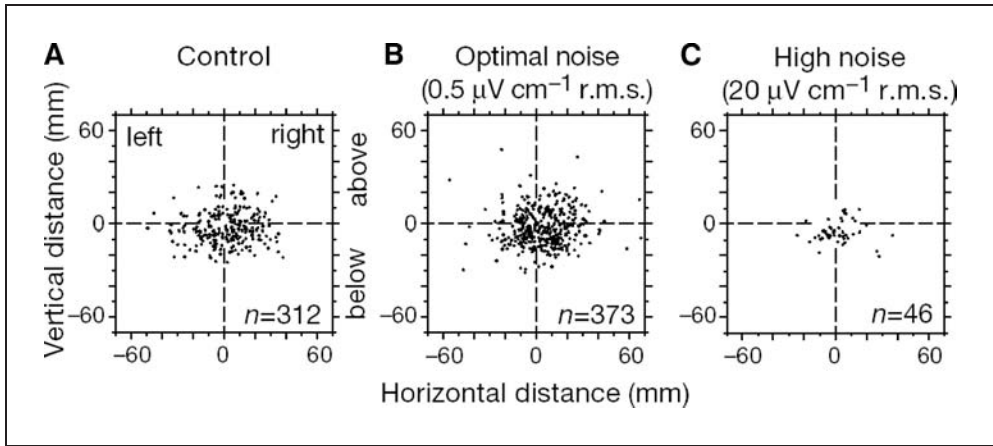 A Control
B Optimal noise
(0.5 μV cm⁻¹ r.m.s.)
C High noise
(20 μV cm⁻¹ r.m.s.)
Vertical distance (mm)
60
0
−60
left
right
n=312
−60
0
60
above
below
60
0
−60
n=373
−60
0
60
60
0
−60
n=46
−60
0
60
Horizontal distance (mm)